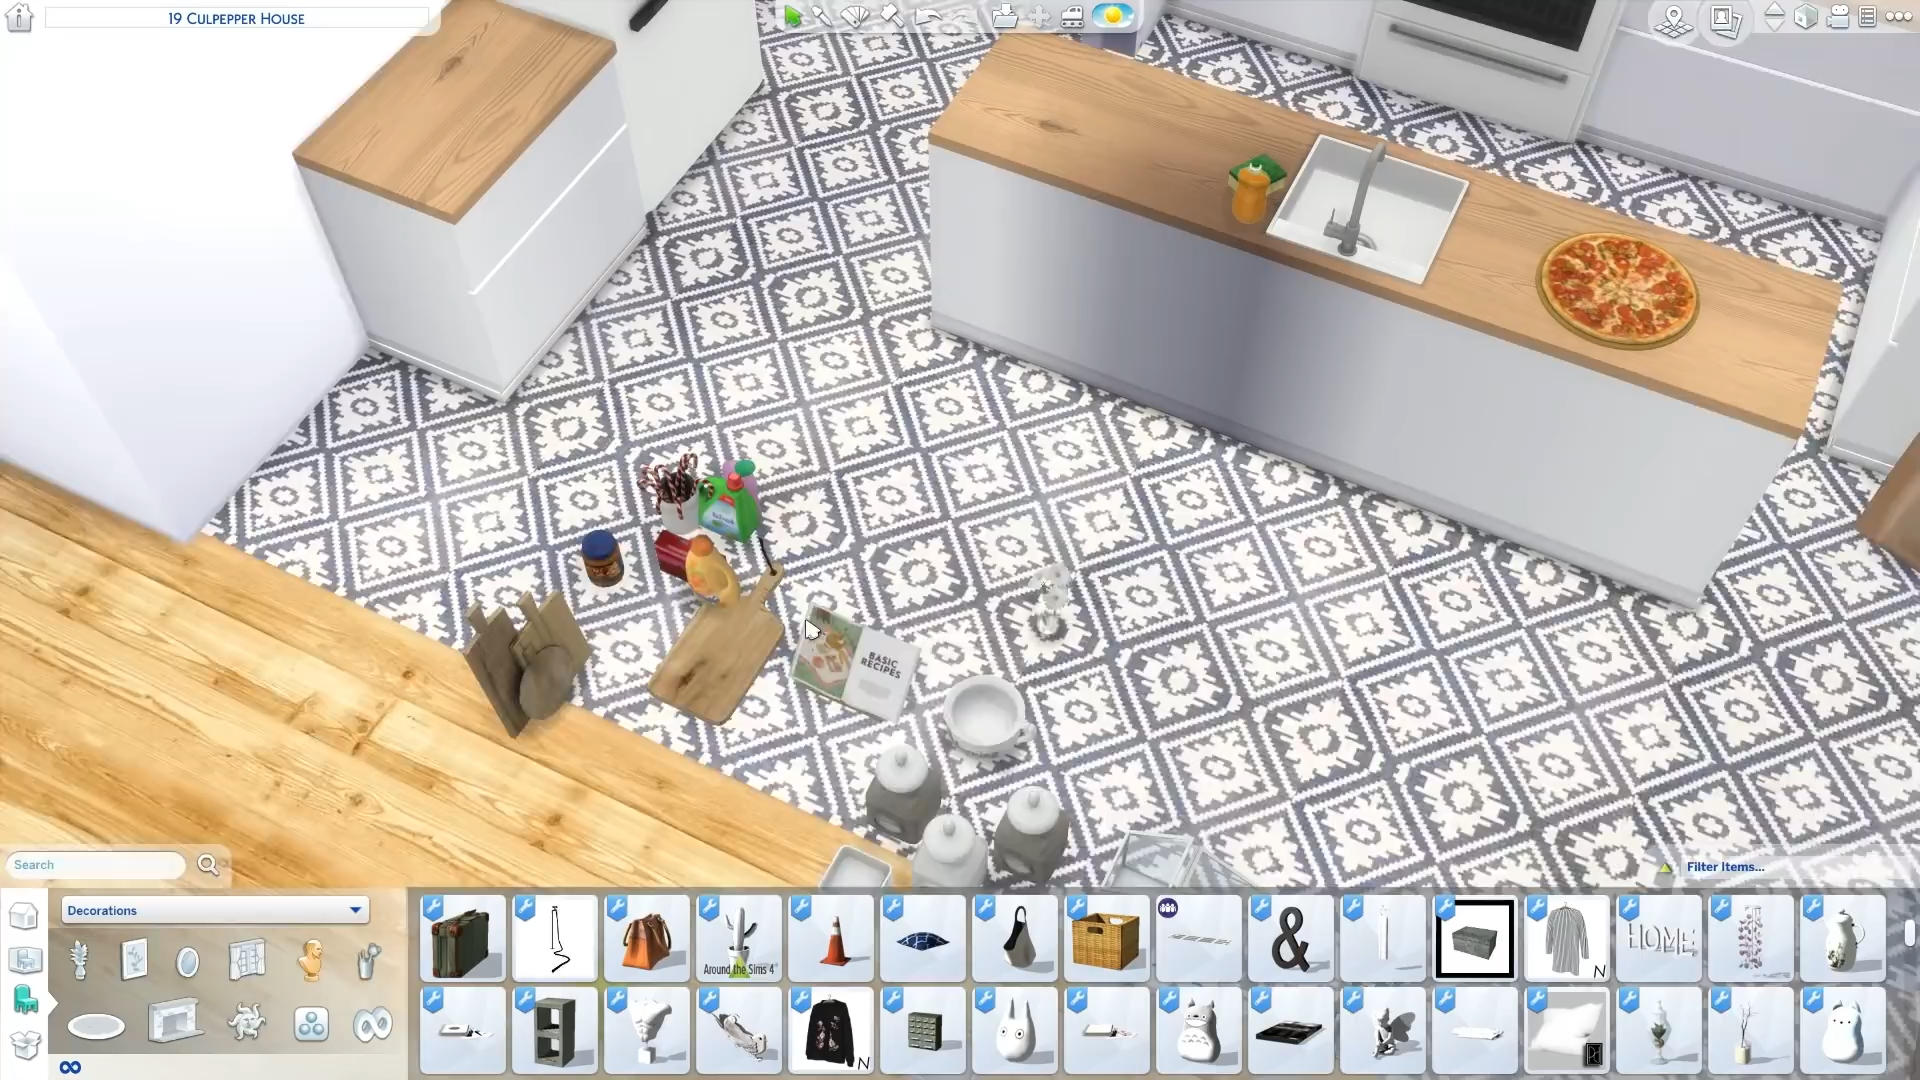 19 CULPEPPER HOUSE
BASIC
RECIPES
Search
Filter Items...
Decorations
Around the Sims 4
&
N
HOME
N